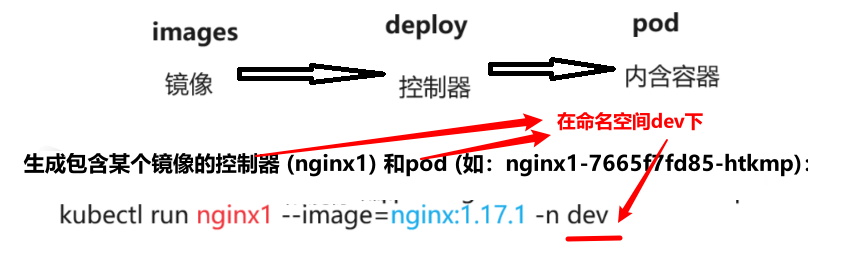 images deploy pod
镜像 控制器 内含容器
在命名空间dev下
生成包含某个镜像的控制器 (nginx1) 和pod (如：nginx1-7665f7fd85-htkmp)：
kubectl run nginx1 --image=nginx:1.17.1 -n dev